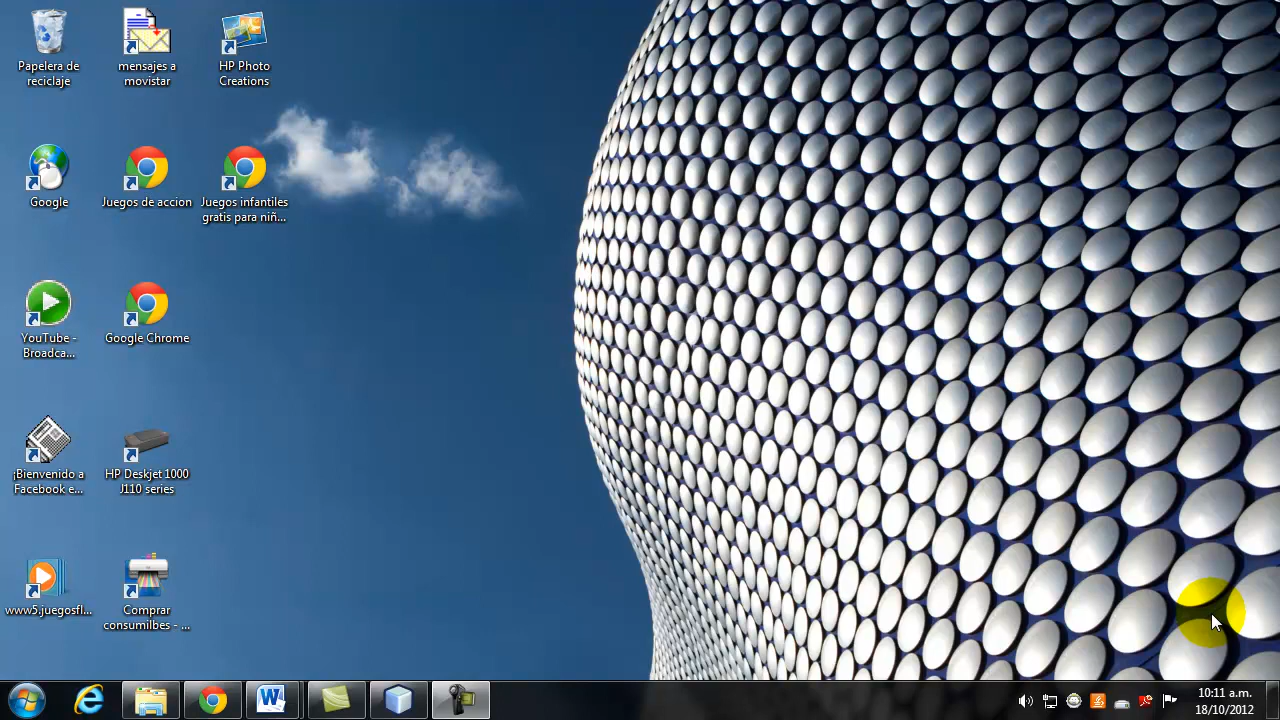 Papelera de
reciclaje
mensajes a
movistar
HP Photo
Creations
Google
Juegos de accion
Juegos infantiles
gratis para niñ...
YouTube -
Broadca...
Google Chrome
¡Bienvenido a
Facebook e...
HP Deskjet 1000
J110 series
www5.juegosfl...
Comprar
consumilbes - ...
10:11 a.m.
18/10/2012